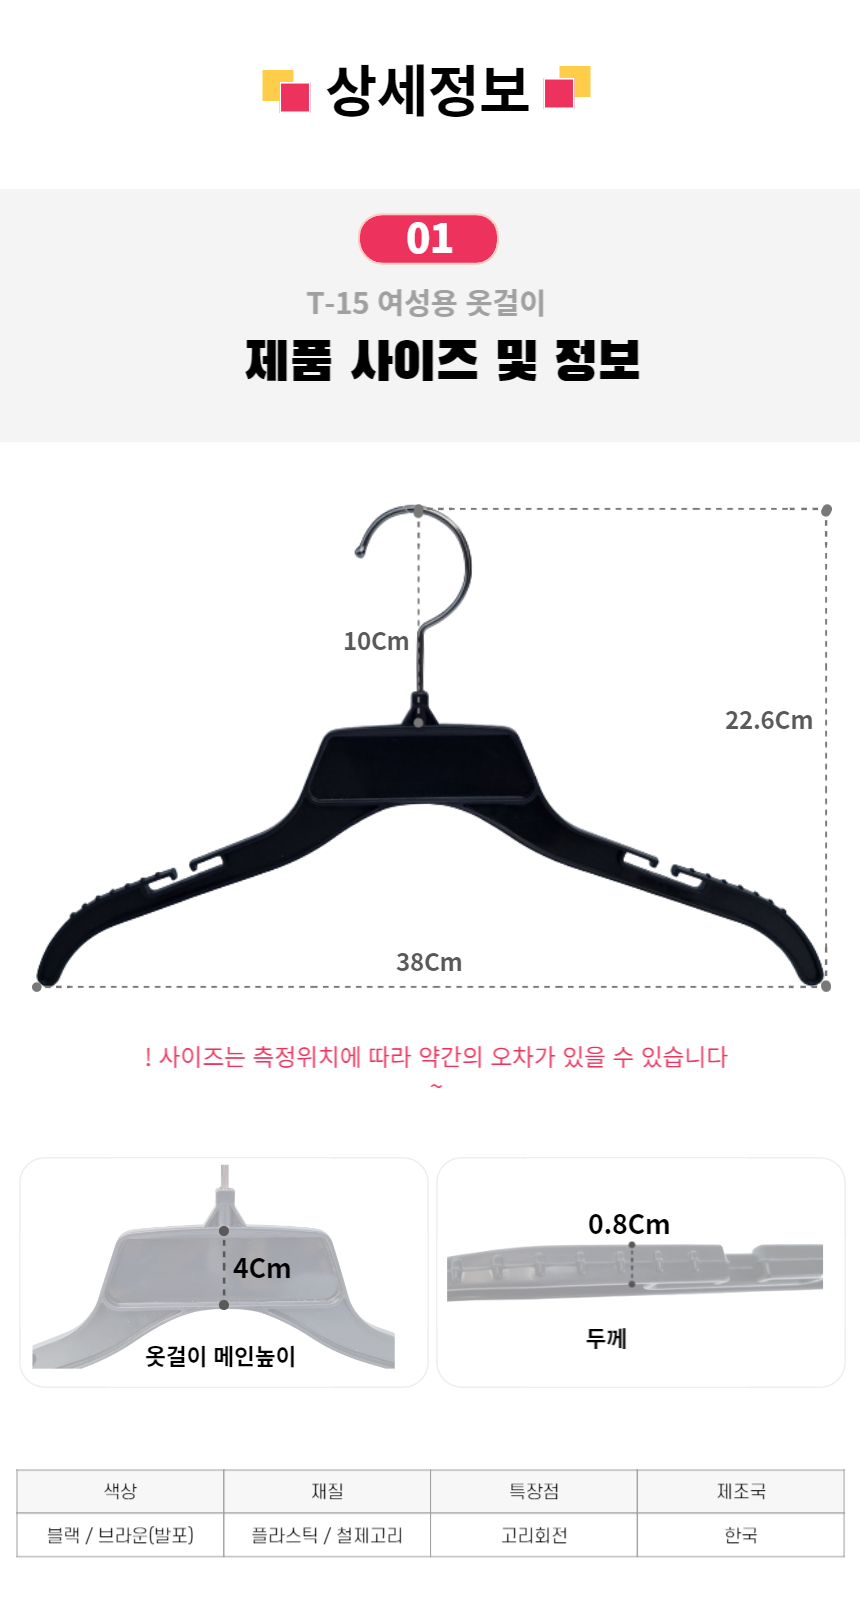 상세정보
01
T-15 여성용 옷걸이
제품 사이즈 및 정보
10Cm
22.6Cm
38Cm
! 사이즈는 측정위치에 따라 약간의 오차가 있을 수 있습니다
~
4Cm
옷걸이 메인높이
0.8Cm
두께
색상 재질 특장점 제조국
블랙 / 브라운(발포) 플라스틱 / 철제고리 고리회전 한국